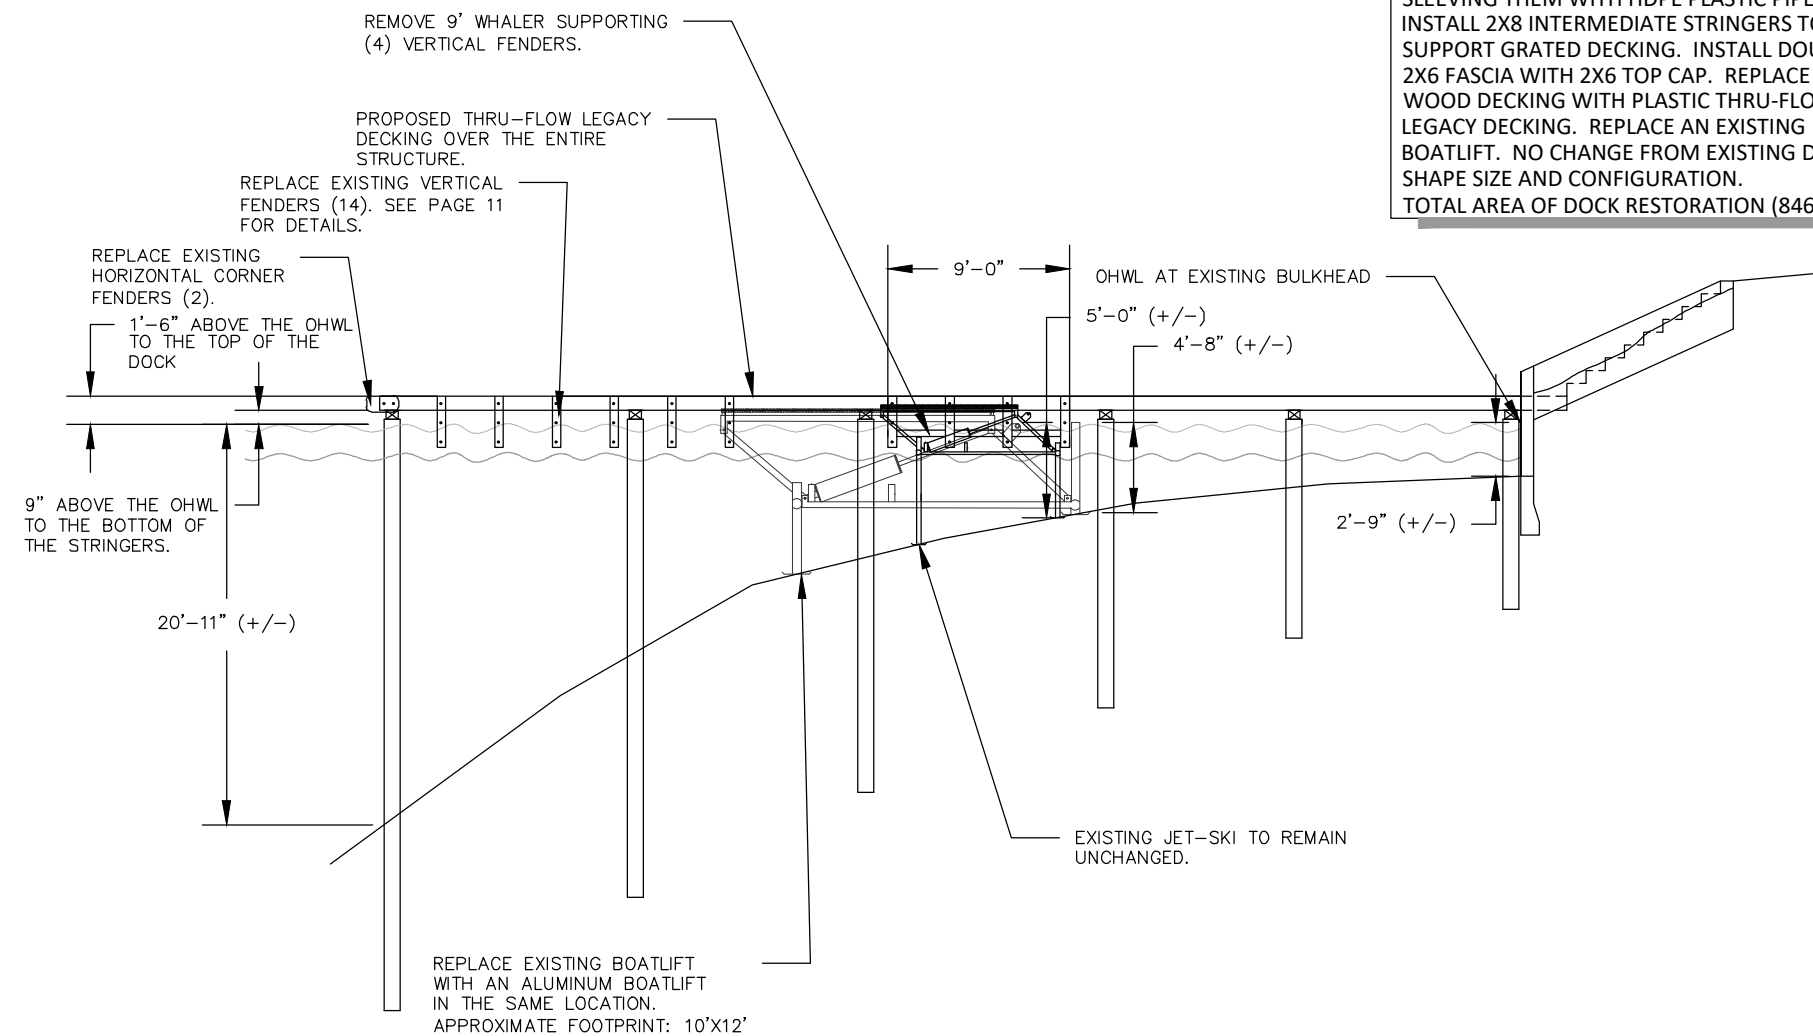 REMOVE 9' WHALER SUPPORTING
(4) VERTICAL FENDERS.
PROPOSED THRU-FLOW LEGACY
DECKING OVER THE ENTIRE
STRUCTURE.
REPLACE EXISTING VERTICAL
FENDERS (14). SEE PAGE 11
FOR DETAILS.
REPLACE EXISTING
HORIZONTAL CORNER
FENDERS (2).
1'-6" ABOVE THE OHWL
TO THE TOP OF THE
DOCK
9" ABOVE THE OHWL
TO THE BOTTOM OF
THE STRINGERS.
20'-11" (+/-)
REPLACE EXISTING BOATLIFT
WITH AN ALUMINUM BOATLIFT
IN THE SAME LOCATION.
APPROXIMATE FOOTPRINT: 10'X12'
9'-0"
OHWL AT EXISTING BULKHEAD
5'-0" (+/-)
4'-8" (+/-)
2'-9" (+/-)
EXISTING JET-SKI TO REMAIN
UNCHANGED.
SLEEVING THEM WITH HDPE PLASTIC PIPE
INSTALL 2X8 INTERMEDIATE STRINGERS TO
SUPPORT GRATED DECKING. INSTALL DOU
2X6 FASCIA WITH 2X6 TOP CAP. REPLACE
WOOD DECKING WITH PLASTIC THRU-FLO
LEGACY DECKING. REPLACE AN EXISTING
BOATLIFT. NO CHANGE FROM EXISTING D
SHAPE SIZE AND CONFIGURATION.
TOTAL AREA OF DOCK RESTORATION (846